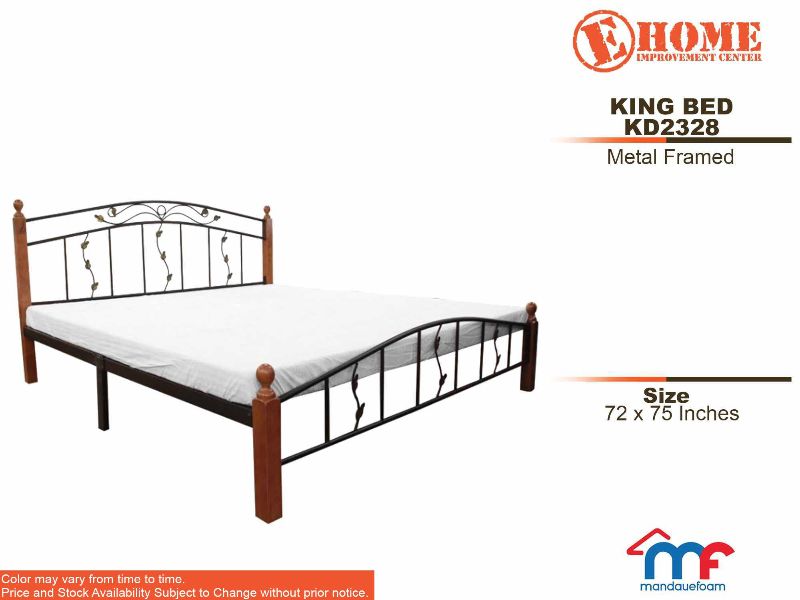 E HOME
IMPROVEMENT CENTER
KING BED
KD2328
Metal Framed
Size
72 x 75 Inches
mf
mandauefoam
Color may vary from time to time.
Price and Stock Availability Subject to Change without prior notice.